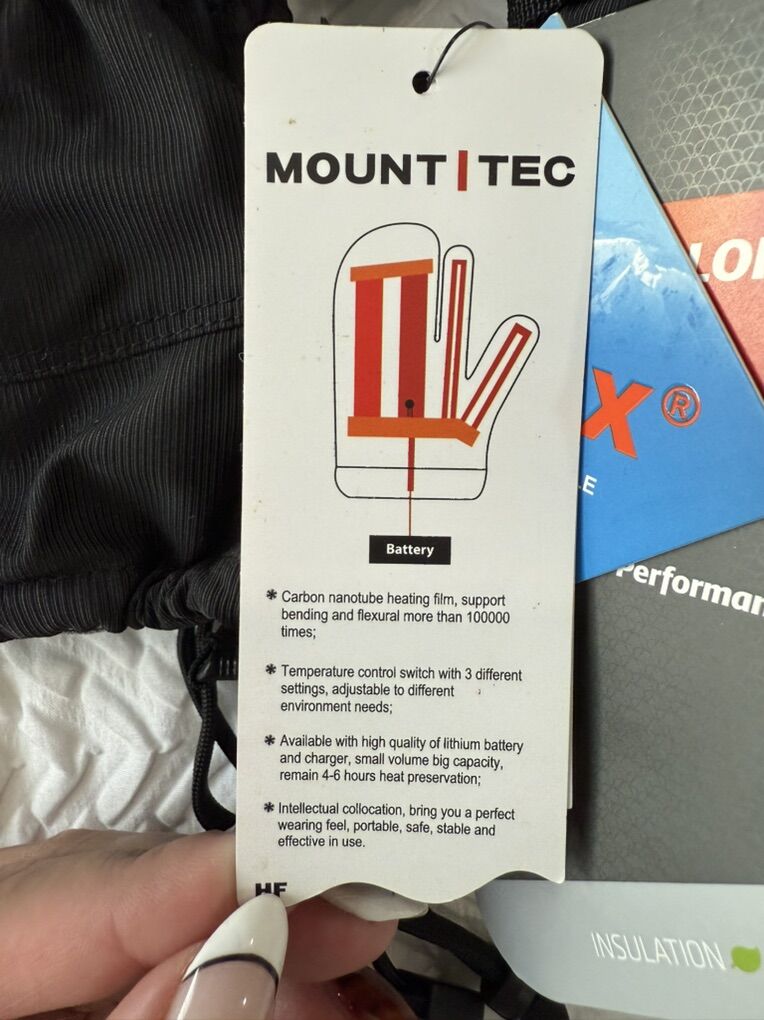 MOUNT TEC
Battery
* Carbon nanotube heating film, support
bending and flexural more than 100000
times;
* Temperature control switch with 3 different
settings, adjustable to different
environment needs;
* Available with high quality of lithium battery
and charger, small volume big capacity,
remain 4-6 hours heat preservation;
* Intellectual collocation, bring you a perfect
wearing feel, portable, safe, stable and
effective in use.
X®
INSULATION